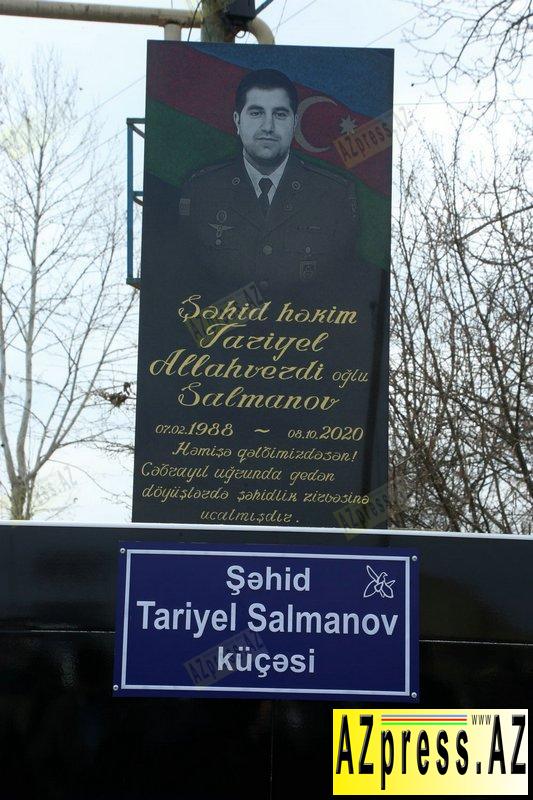 Şəhid həkim
Tariyel
Allahverdi oğlu
Salmanov
07.02.1988 ~ 08.10.2020
Həmişə qəlbimizdəsən!
Cəbrayıl uğrunda gedən
döyüşlərdə şəhidlik zirvəsinə
ucalmışdır.
Şəhid
Tariyel Salmanov
küçəsi
www
AZpress.AZ